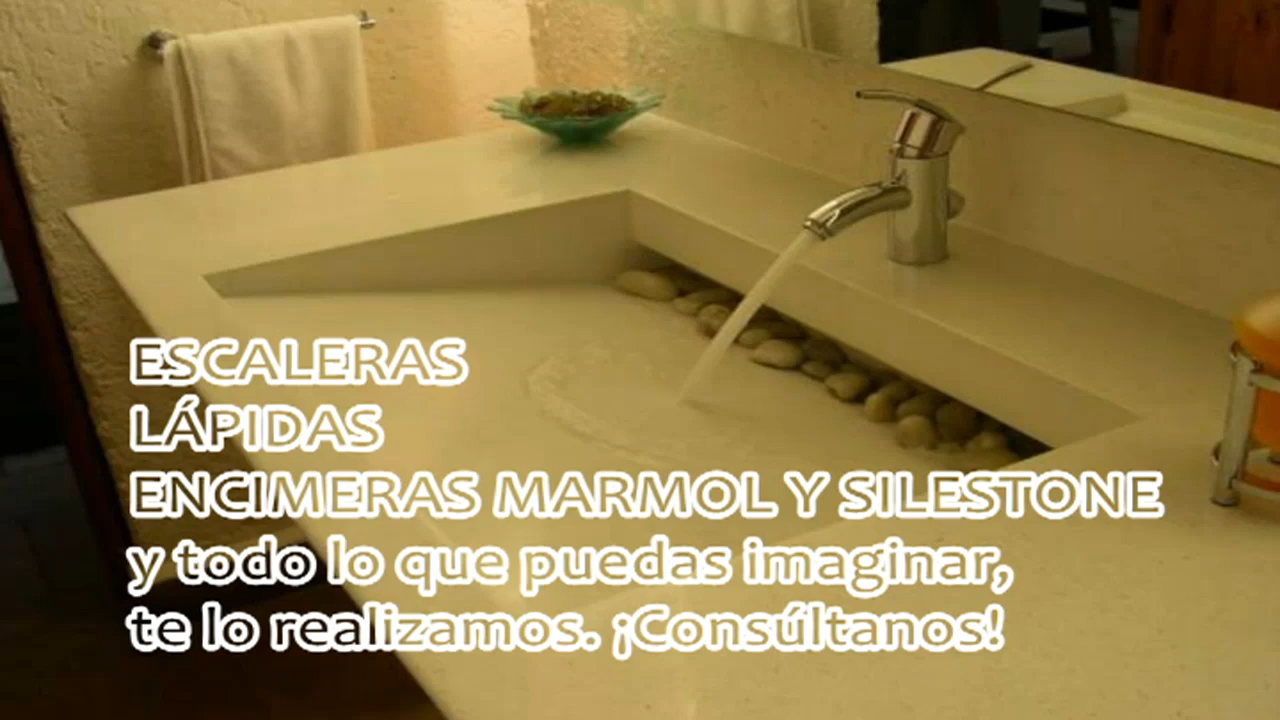 ESCALERAS
LÁPIDAS
ENCIMERAS MARMOL Y SILESTONE
y todo lo que puedas imaginar,
te lo realizamos. ¡Consúltanos!